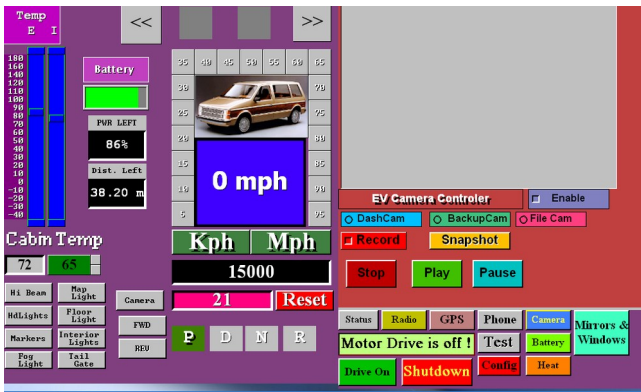 Temp
E I
<< >>
180
160
140
120
110
100
90
80
70
60
50
40
30
20
10
0
-10
-20
-30
-40
Battery
PWR LEFT
86%
Dist. Left
38.20 m
Cabin Temp
72 65
Hi Beam
Map Light
HdLights
Floor Light
Markers
Interior Lights
Fog Light
Tail Gate
Camera
FWD
REV
35 40 45 50 55 60 65
30 70
25
20 80
15 85
10 90
5 95
0 mph
Kph Mph
15000
21 Reset
P D N R
EV Camera Controler
Enable
DashCam BackupCam File Cam
Record Snapshot
Stop Play Pause
Status Radio GPS Phone Camera
Mirrors & Windows
Motor Drive is off ! Test Battery
Drive On Shutdown Config Heat